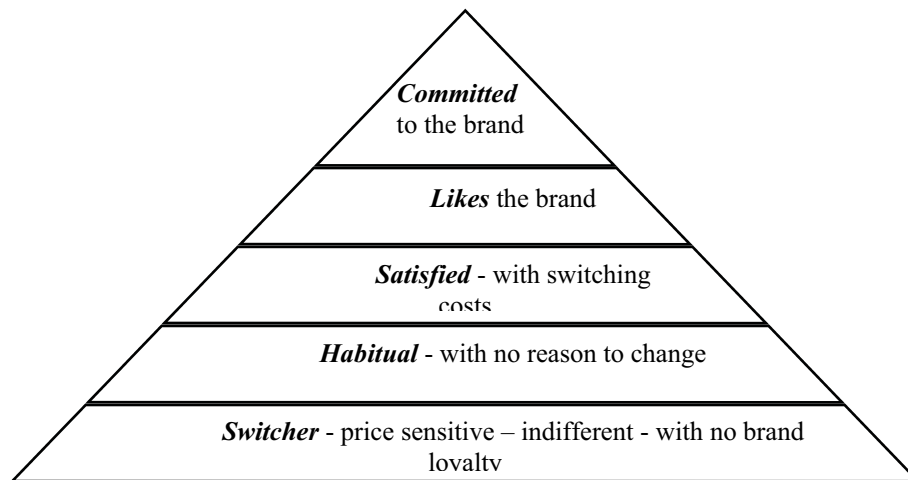 Committed
to the brand
Likes the brand
Satisfied - with switching
costs
Habitual - with no reason to change
Switcher - price sensitive – indifferent - with no brand
loyalty